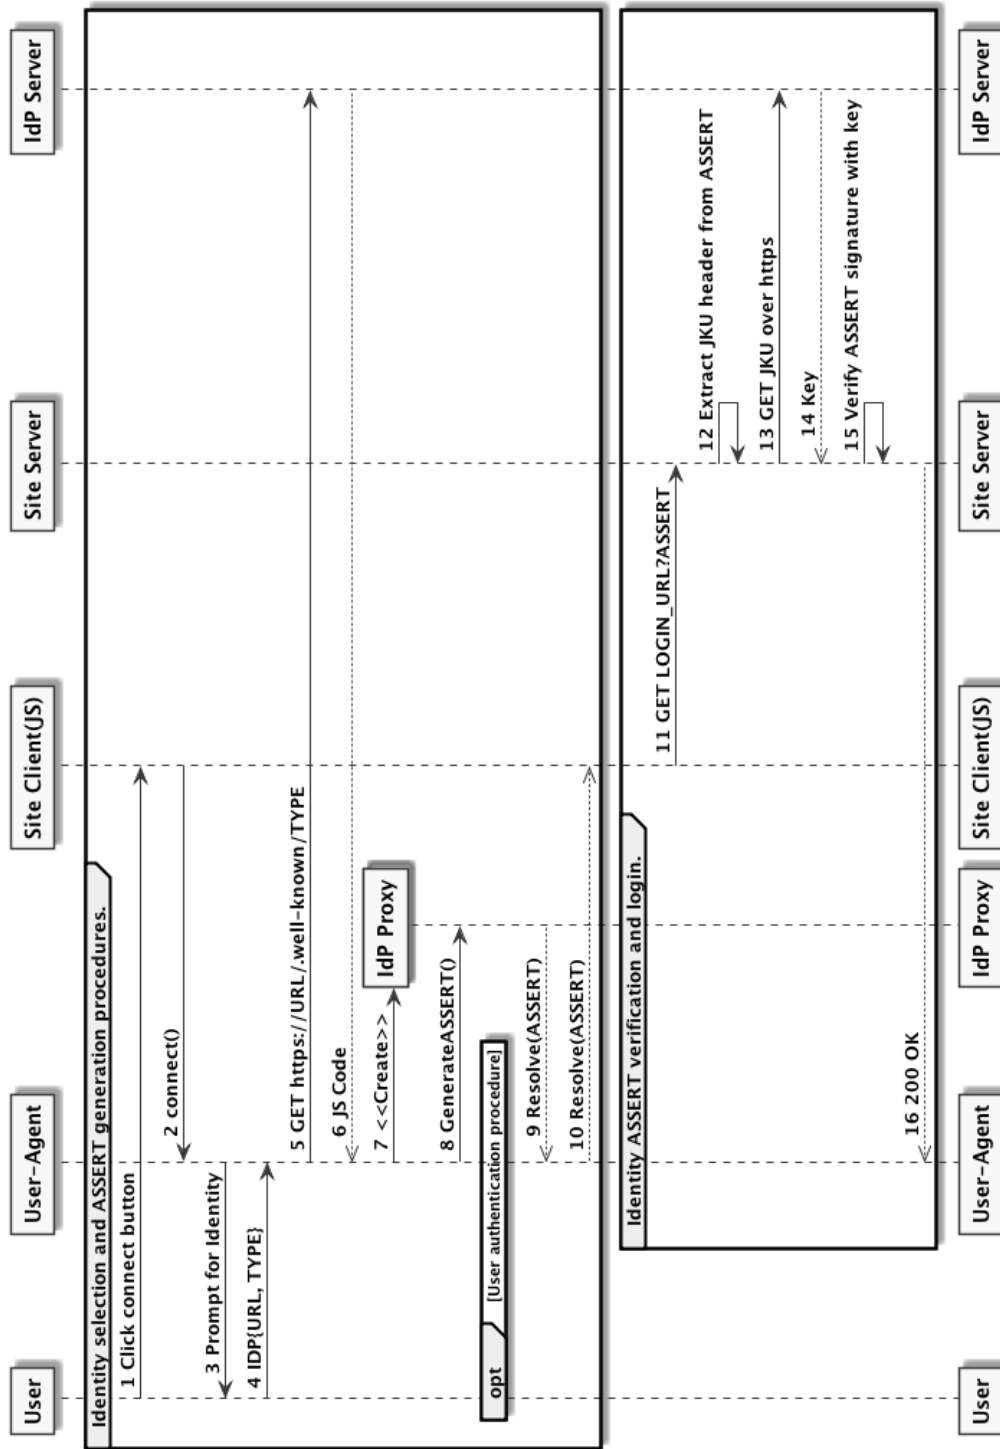 User
User-Agent
Site Client(JS)
Site Server
IdP Server
Identity selection and ASSERT generation procedures.
1 Click connect button
2 connect()
3 Prompt for Identity
4 IDP{URL, TYPE}
5 GET https://URL/.well-known/TYPE
6 JS Code
7 <<Create>>
IdP Proxy
8 GenerateASSERT()
opt
[User authentication procedure]
9 Resolve(ASSERT)
10 Resolve(ASSERT)
Identity ASSERT verification and login.
11 GET LOGIN_URL?ASSERT
12 Extract JKU header from ASSERT
13 GET JKU over https
14 Key
15 Verify ASSERT signature with key
16 200 OK
User
User-Agent
IdP Proxy
Site Client(JS)
Site Server
IdP Server